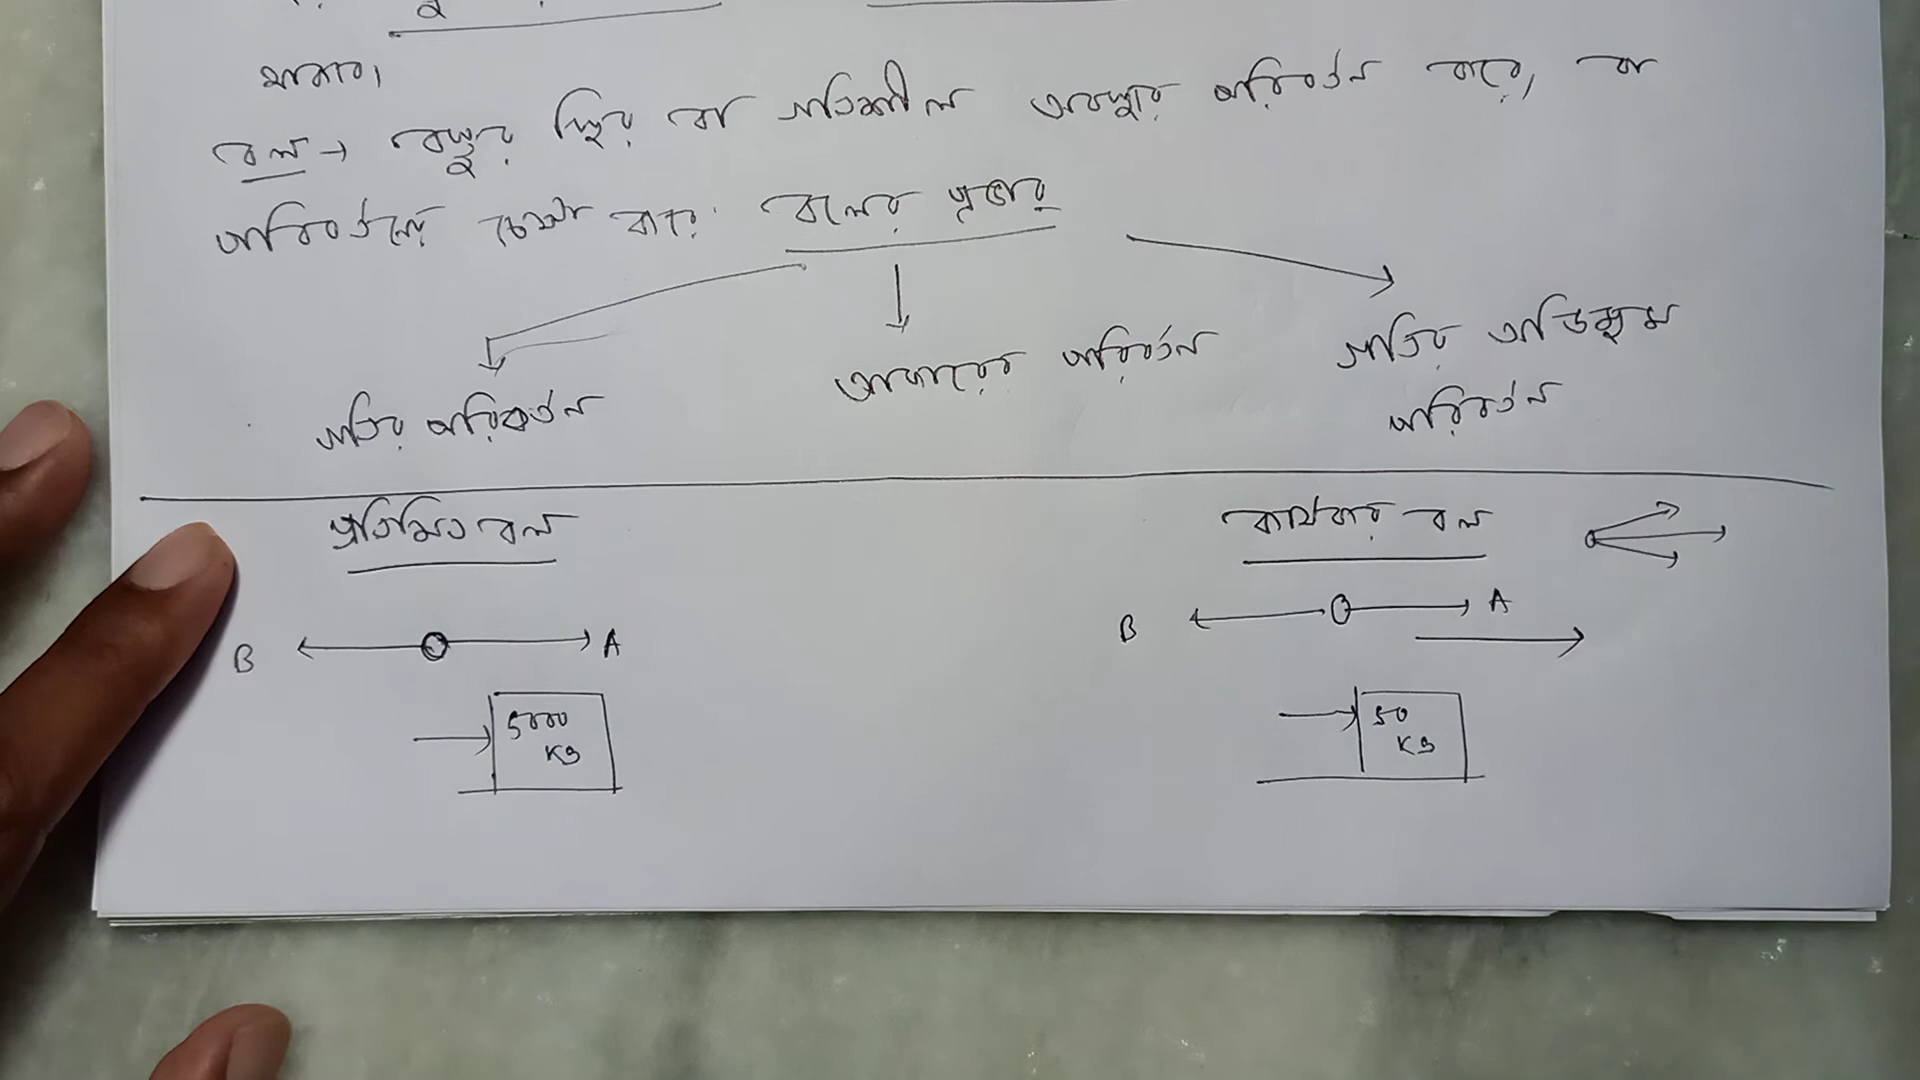 বল → বস্তুর স্থির বা গতিশীল অবস্থার পরিবর্তন করে, বা
পরিবর্তনের চেষ্টা করে
বলের প্রভাব
গতির পরিবর্তন
আকারের পরিবর্তন
গতির অভিমুখ
পরিবর্তন
প্রতিমিত বল
কার্যকর বল
B A
B A
5000
KG
50
KG